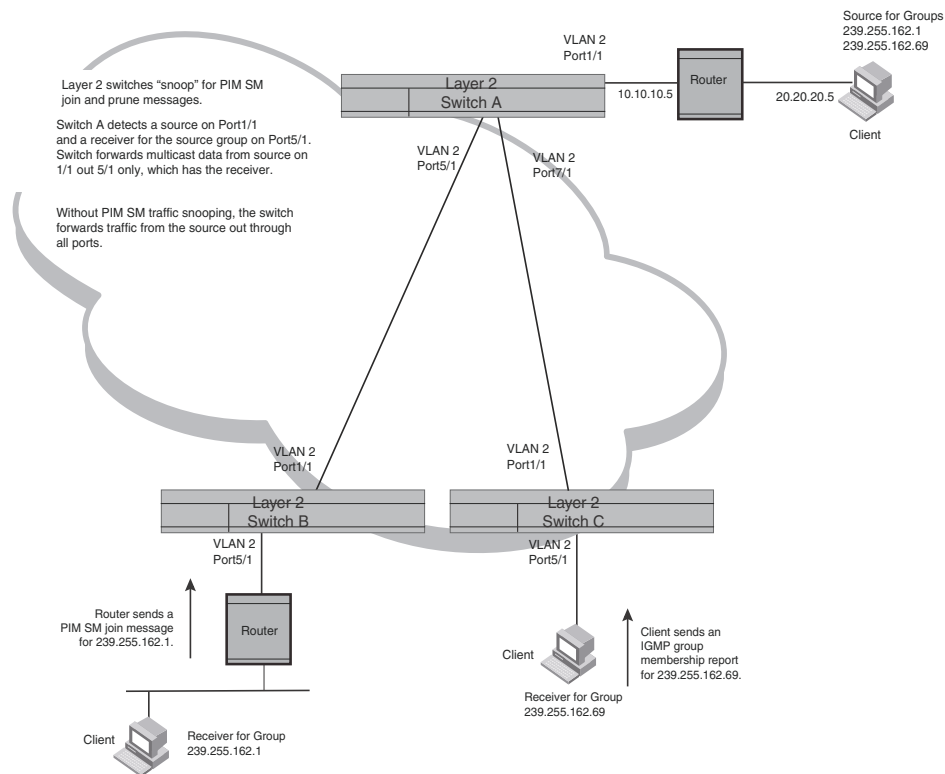 Source for Groups
239.255.162.1
239.255.162.69
VLAN 2
Port1/1
Layer 2
Switch A
10.10.10.5
Router
20.20.20.5
Client
Layer 2 switches “snoop” for PIM SM
join and prune messages.
Switch A detects a source on Port1/1
and a receiver for the source group on Port5/1.
Switch forwards multicast data from source on
1/1 out 5/1 only, which has the receiver.
Without PIM SM traffic snooping, the switch
forwards traffic from the source out through
all ports.
VLAN 2
Port5/1
VLAN 2
Port7/1
VLAN 2
Port1/1
VLAN 2
Port1/1
Layer 2
Switch B
Layer 2
Switch C
VLAN 2
Port5/1
VLAN 2
Port5/1
Router sends a
PIM SM join message
for 239.255.162.1.
Router
Client
Client sends an
IGMP group
membership report
for 239.255.162.69.
Receiver for Group
239.255.162.69
Client
Receiver for Group
239.255.162.1